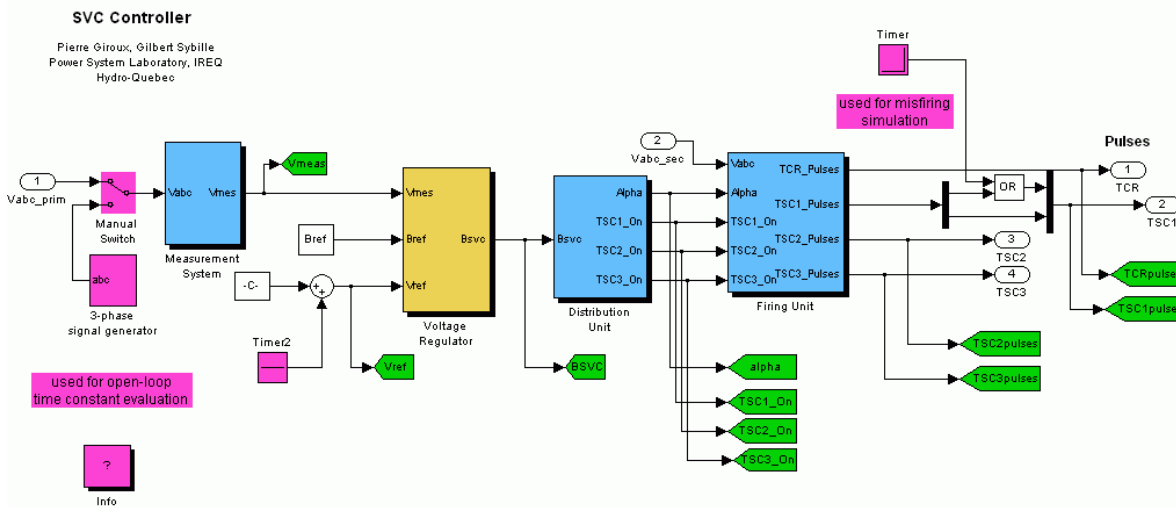 SVC Controller
Pierre Giroux, Gilbert Sybille
Power System Laboratory, IREQ
Hydro-Quebec
Timer
used for misfiring
simulation
Pulses
1
Vabc_prim
Manual
Switch
abc
3-phase
signal generator
Vabc
Vmes
Measurement
System
Vmeas
Bref
-C-
+
+
Timer2
Vref
Vmes
Bref
Vref
Bsvc
Voltage
Regulator
BSVC
Bsvc
Alpha
TSC1_On
TSC2_On
TSC3_On
Distribution
Unit
2
Vabc_sec
Vabc
Alpha
TSC1_On
TSC2_On
TSC3_On
TCR_Pulses
TSC1_Pulses
TSC2_Pulses
TSC3_Pulses
Firing Unit
OR
1
TCR
2
TSC1
3
TSC2
4
TSC3
TCRpulse
TSC1pulse
TSC2pulses
TSC3pulses
alpha
TSC1_On
TSC2_On
TSC3_On
used for open-loop
time constant evaluation
?
Info